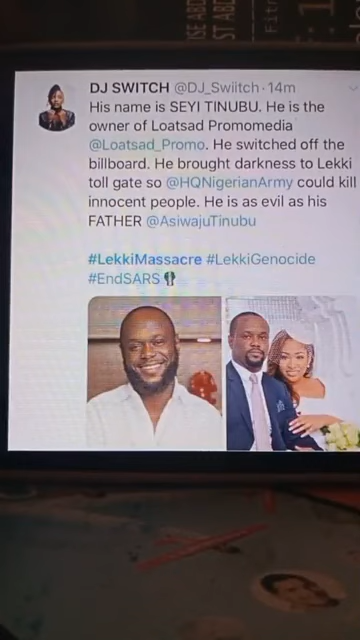 DJ SWITCH @DJ_Swiitch · 14m
His name is SEYI TINUBU. He is the
owner of Loatsad Promomedia
@Loatsad_Promo. He switched off the
billboard. He brought darkness to Lekki
toll gate so @HQNigerianArmy could kill
innocent people. He is as evil as his
FATHER @AsiwajuTinubu
#LekkiMassacre #LekkiGenocide
#EndSARS